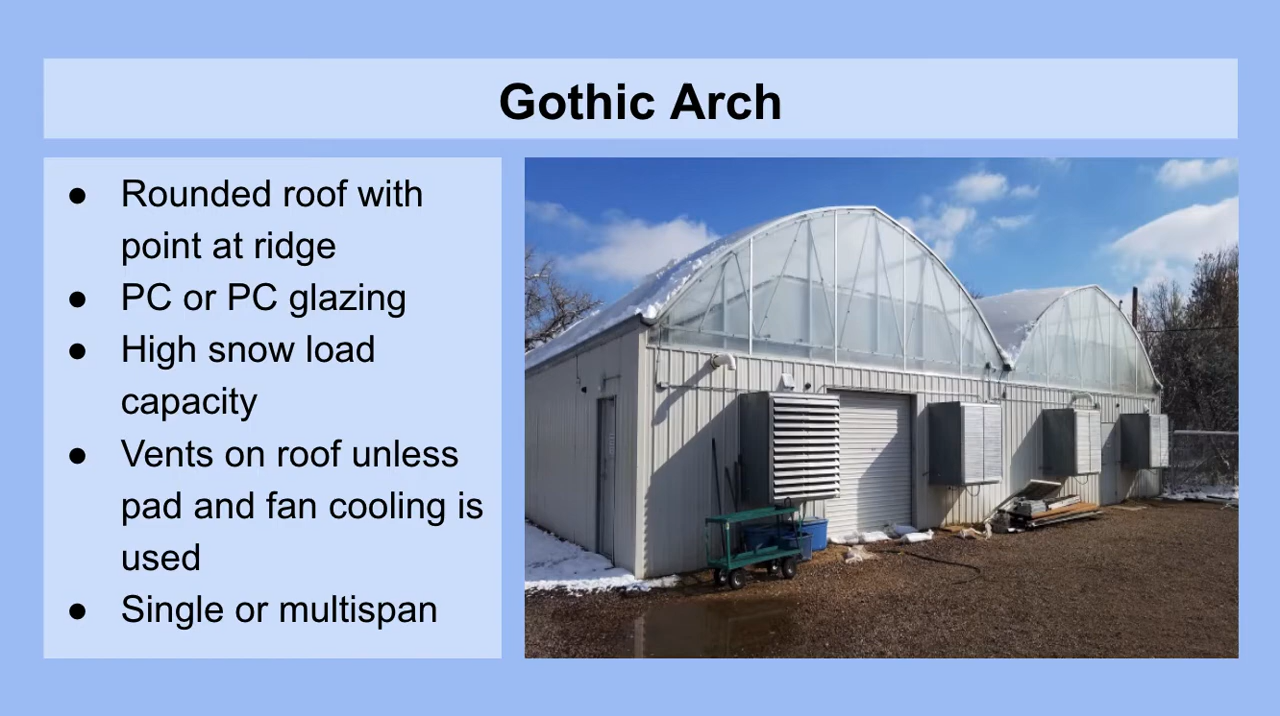 Gothic Arch
● Rounded roof with
point at ridge
● PC or PC glazing
● High snow load
capacity
● Vents on roof unless
pad and fan cooling is
used
● Single or multispan